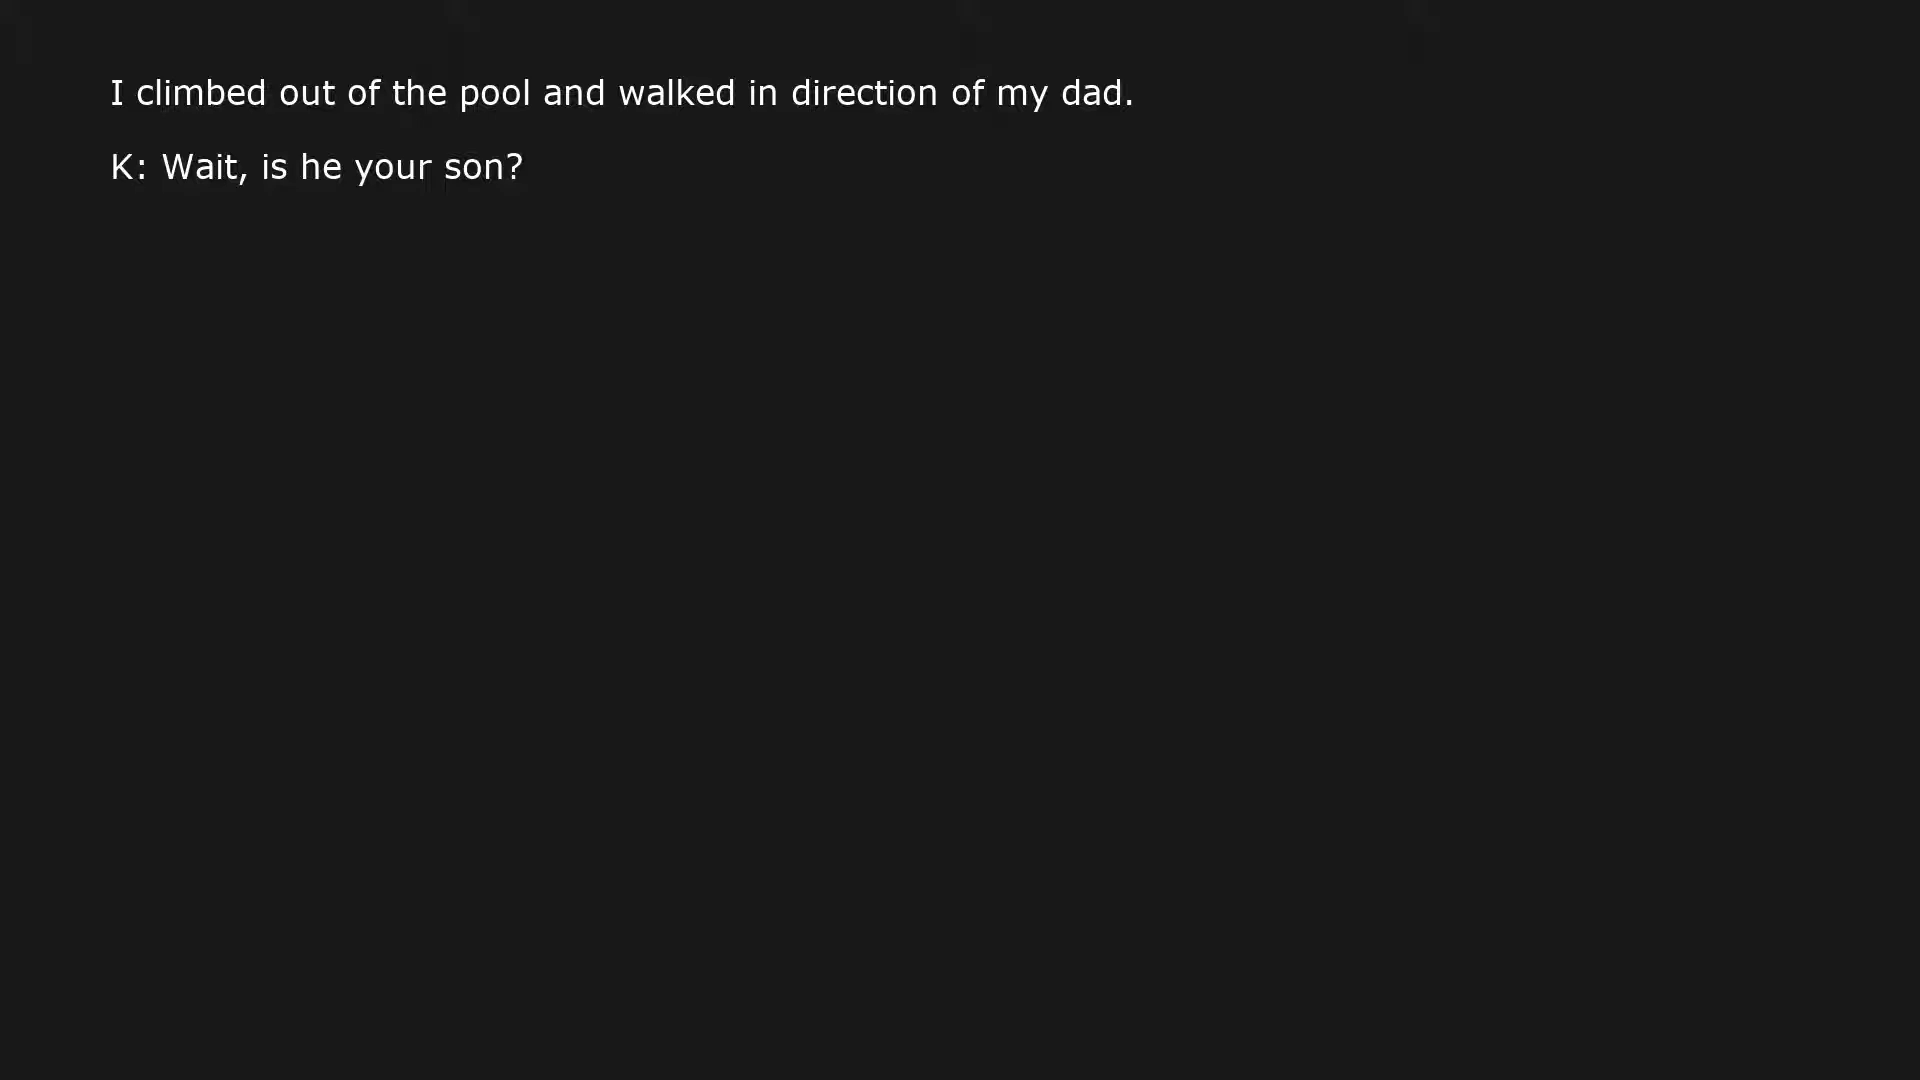 I climbed out of the pool and walked in direction of my dad.
K: Wait, is he your son?